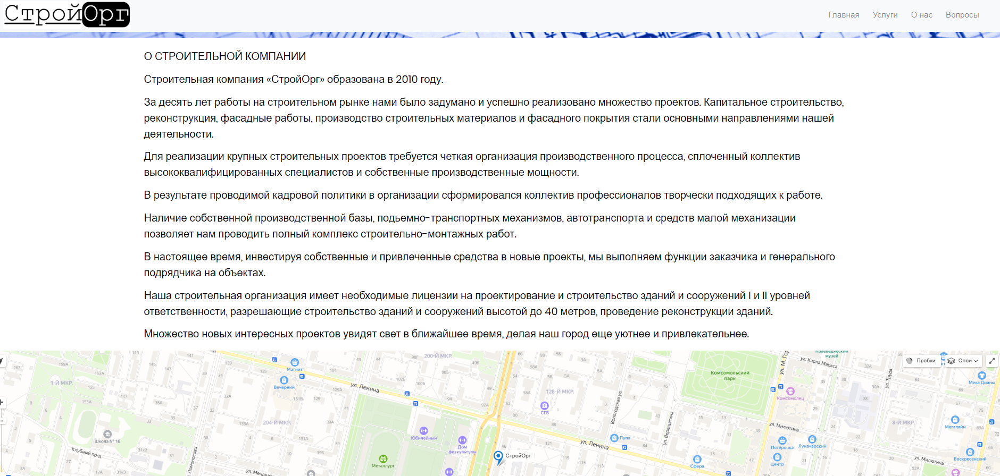 СтройОрг
Главная Услуги О нас Вопросы
О СТРОИТЕЛЬНОЙ КОМПАНИИ
Строительная компания «СтройОрг» образована в 2010 году.
За десять лет работы на строительном рынке нами было задумано и успешно реализовано множество проектов. Капитальное строительство,
реконструкция, фасадные работы, производство строительных материалов и фасадного покрытия стали основными направлениями нашей
деятельности.
Для реализации крупных строительных проектов требуется четкая организация производственного процесса, сплоченный коллектив
высококвалифицированных специалистов и собственные производственные мощности.
В результате проводимой кадровой политики в организации сформировался коллектив профессионалов творчески подходящих к работе.
Наличие собственной производственной базы, подьемно-транспортных механизмов, автотранспорта и средств малой механизации
позволяет нам проводить полный комплекс строительно-монтажных работ.
В настоящее время, инвестируя собственные и привлеченные средства в новые проекты, мы выполняем функции заказчика и генерального
подрядчика на объектах.
Наша строительная организация имеет необходимые лицензии на проектирование и строительство зданий и сооружений I и II уровней
ответственности, разрешающие строительство зданий и сооружений высотой до 40 метров, проведение реконструкции зданий.
Множество новых интересных проектов увидят свет в ближайшее время, делая наш город еще уютнее и привлекательнее.
200-Й МКР.
Краеведческий
музей
Пробки
Слои
ул. Карла Маркса
Магнит
1-Й МКР.
Вечерний
ул. Ленина
128-Й МКР.
СГБ
Комсомольский
парк
ул. М. Гор
Комсомолец
ул. Труда
Меха Дианы
Вологодская ул.
ул. Верещагина
204-Й МКР.
Школа № 16
Клубный пр-д
Ломоносова
Юбилейный
Дом
физкультуры
Металлург
СтройОрг
ул. Ленина
Пупа
Сфера
ул. Милютина
Пятёрочка
Луначарский
Центр
8-Й МКР.
Мегалайн
ул. Милютина
Воскресенский